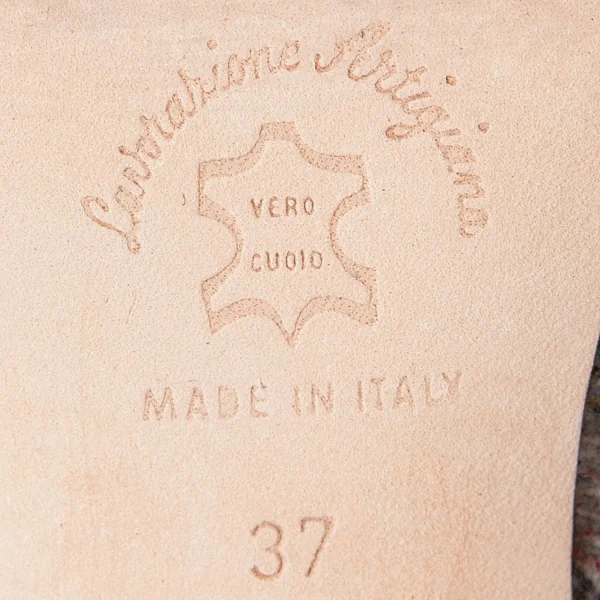 Lavorazione Artigiana
VERO
CUOIO
MADE IN ITALY
37